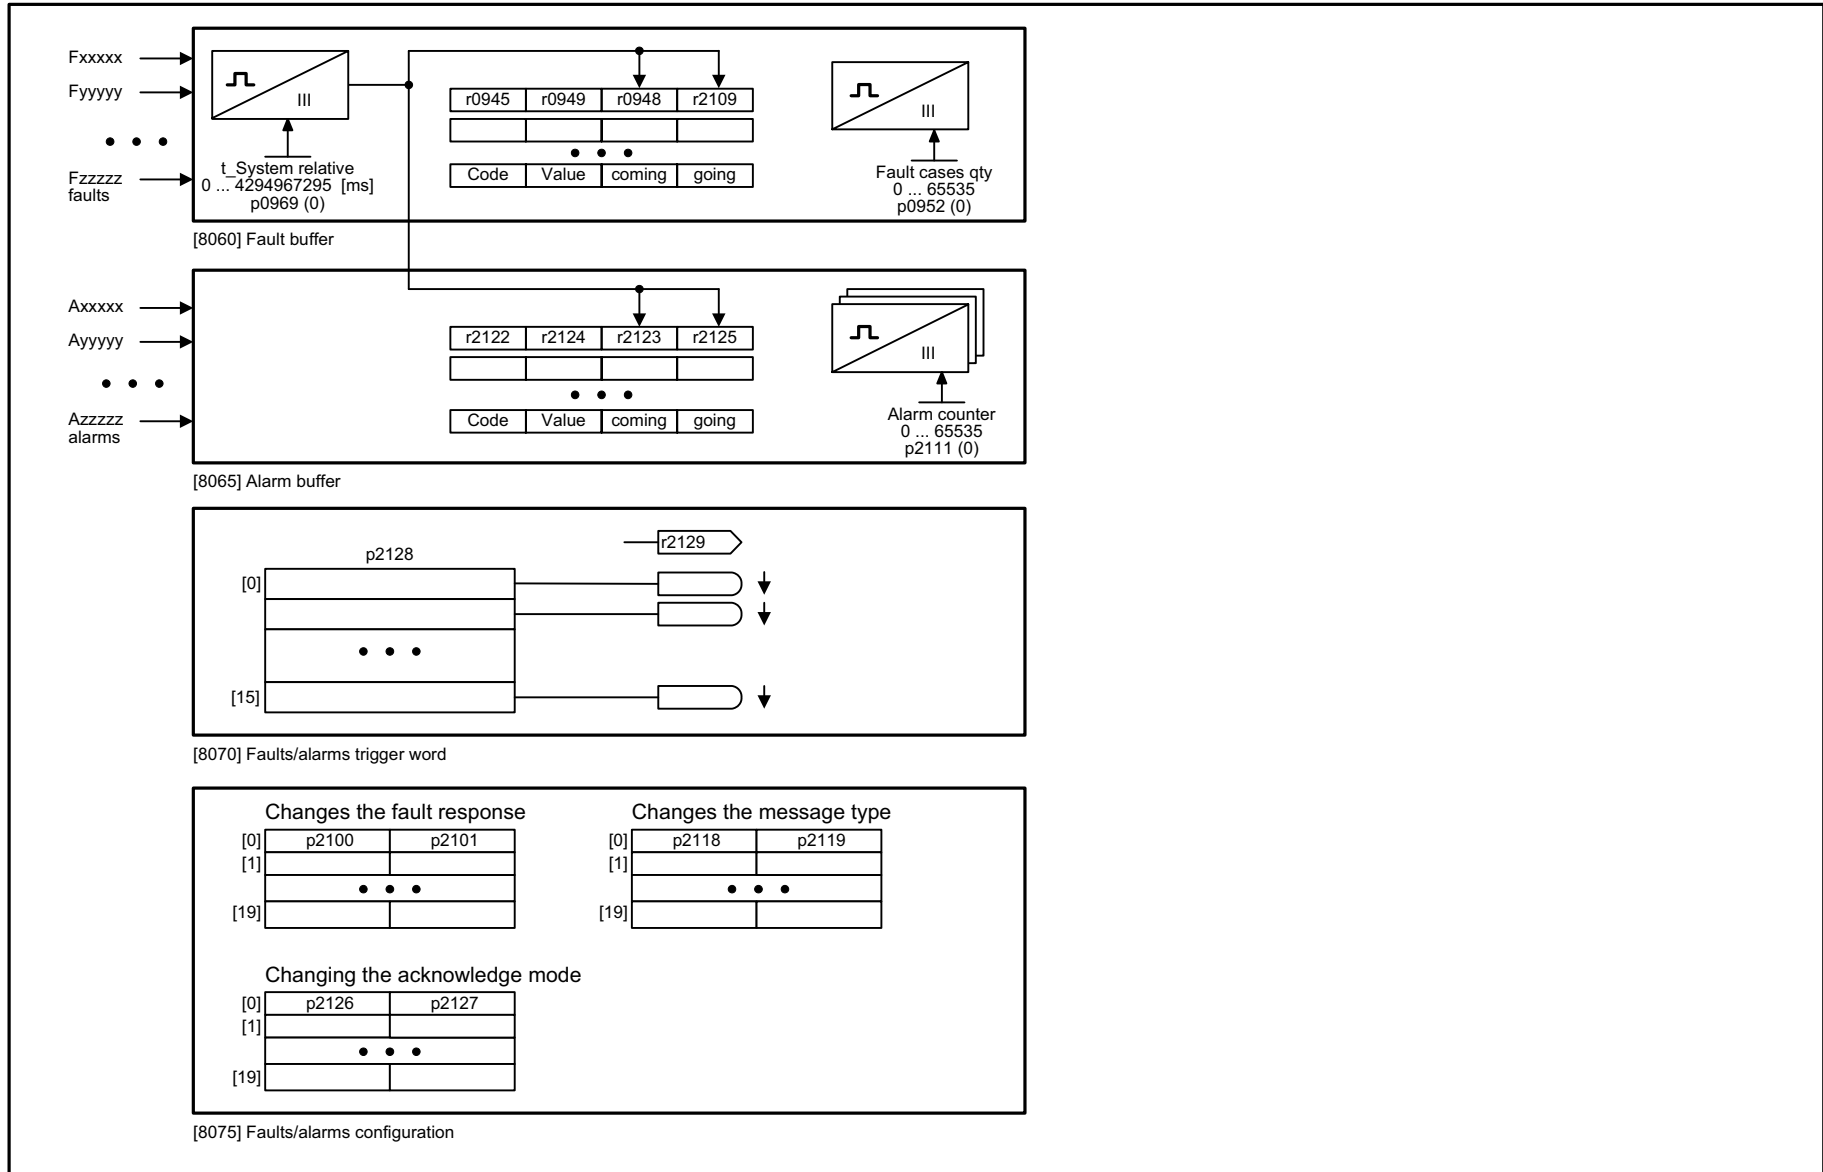 Fxxxxx
Fyyyyy
Fzzzzz
faults
III
t_System relative
0 ... 4294967295 [ms]
p0969 (0)
r0945 r0949 r0948 r2109
Code Value coming going
III
Fault cases qty
0 ... 65535
p0952 (0)
[8060] Fault buffer
Axxxxx
Ayyyyy
Azzzzz
alarms
r2122 r2124 r2123 r2125
Code Value coming going
III
Alarm counter
0 ... 65535
p2111 (0)
[8065] Alarm buffer
p2128
r2129
[0]
[15]
[8070] Faults/alarms trigger word
Changes the fault response
[0] p2100 p2101
[1]
[19]
Changes the message type
[0] p2118 p2119
[1]
[19]
Changing the acknowledge mode
[0] p2126 p2127
[1]
[19]
[8075] Faults/alarms configuration